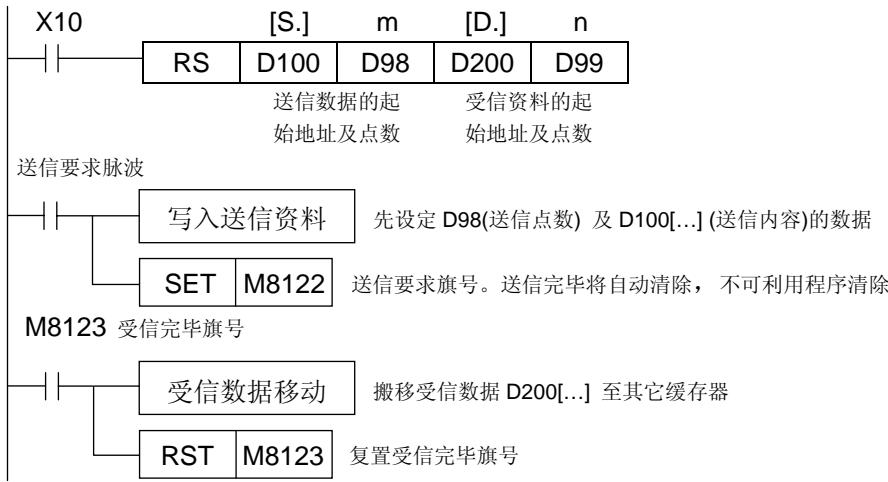 X10 [S.] m [D.] n
RS D100 D98 D200 D99
送信数据的起 受信资料的起
始地址及点数 始地址及点数
送信要求脉波
写入送信资料 先设定 D98(送信点数) 及 D100[…] (送信内容)的数据
SET M8122 送信要求旗号。送信完毕将自动清除，不可利用程序清除
M8123 受信完毕旗号
受信数据移动 搬移受信数据 D200[…] 至其它缓存器
RST M8123 复置受信完毕旗号